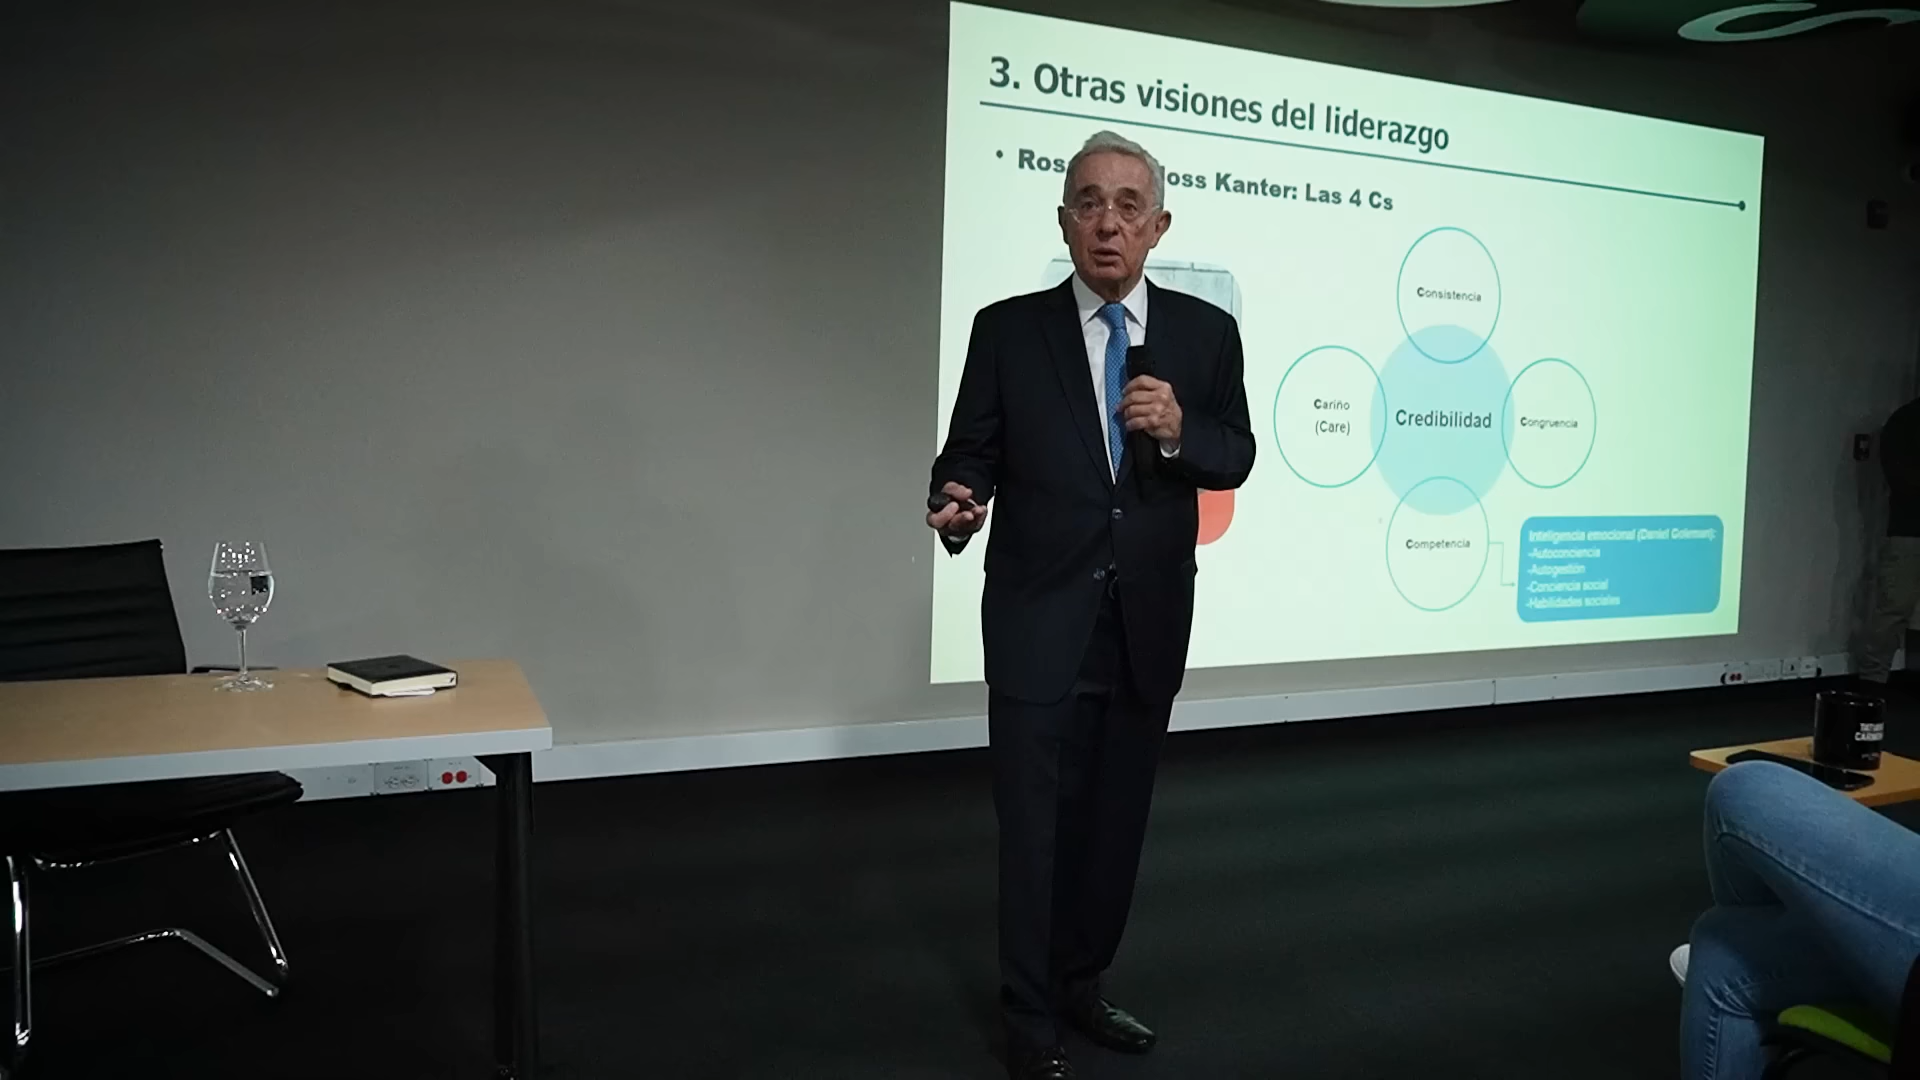 3. Otras visiones del liderazgo
• Ros oss Kanter: Las 4 Cs
Consistencia
Cariño
(Care)
Credibilidad
Congruencia
Competencia
Inteligencia emocional (Daniel Goleman):
-Autoconciencia
-Autogestión
-Conciencia social
-Habilidades sociales